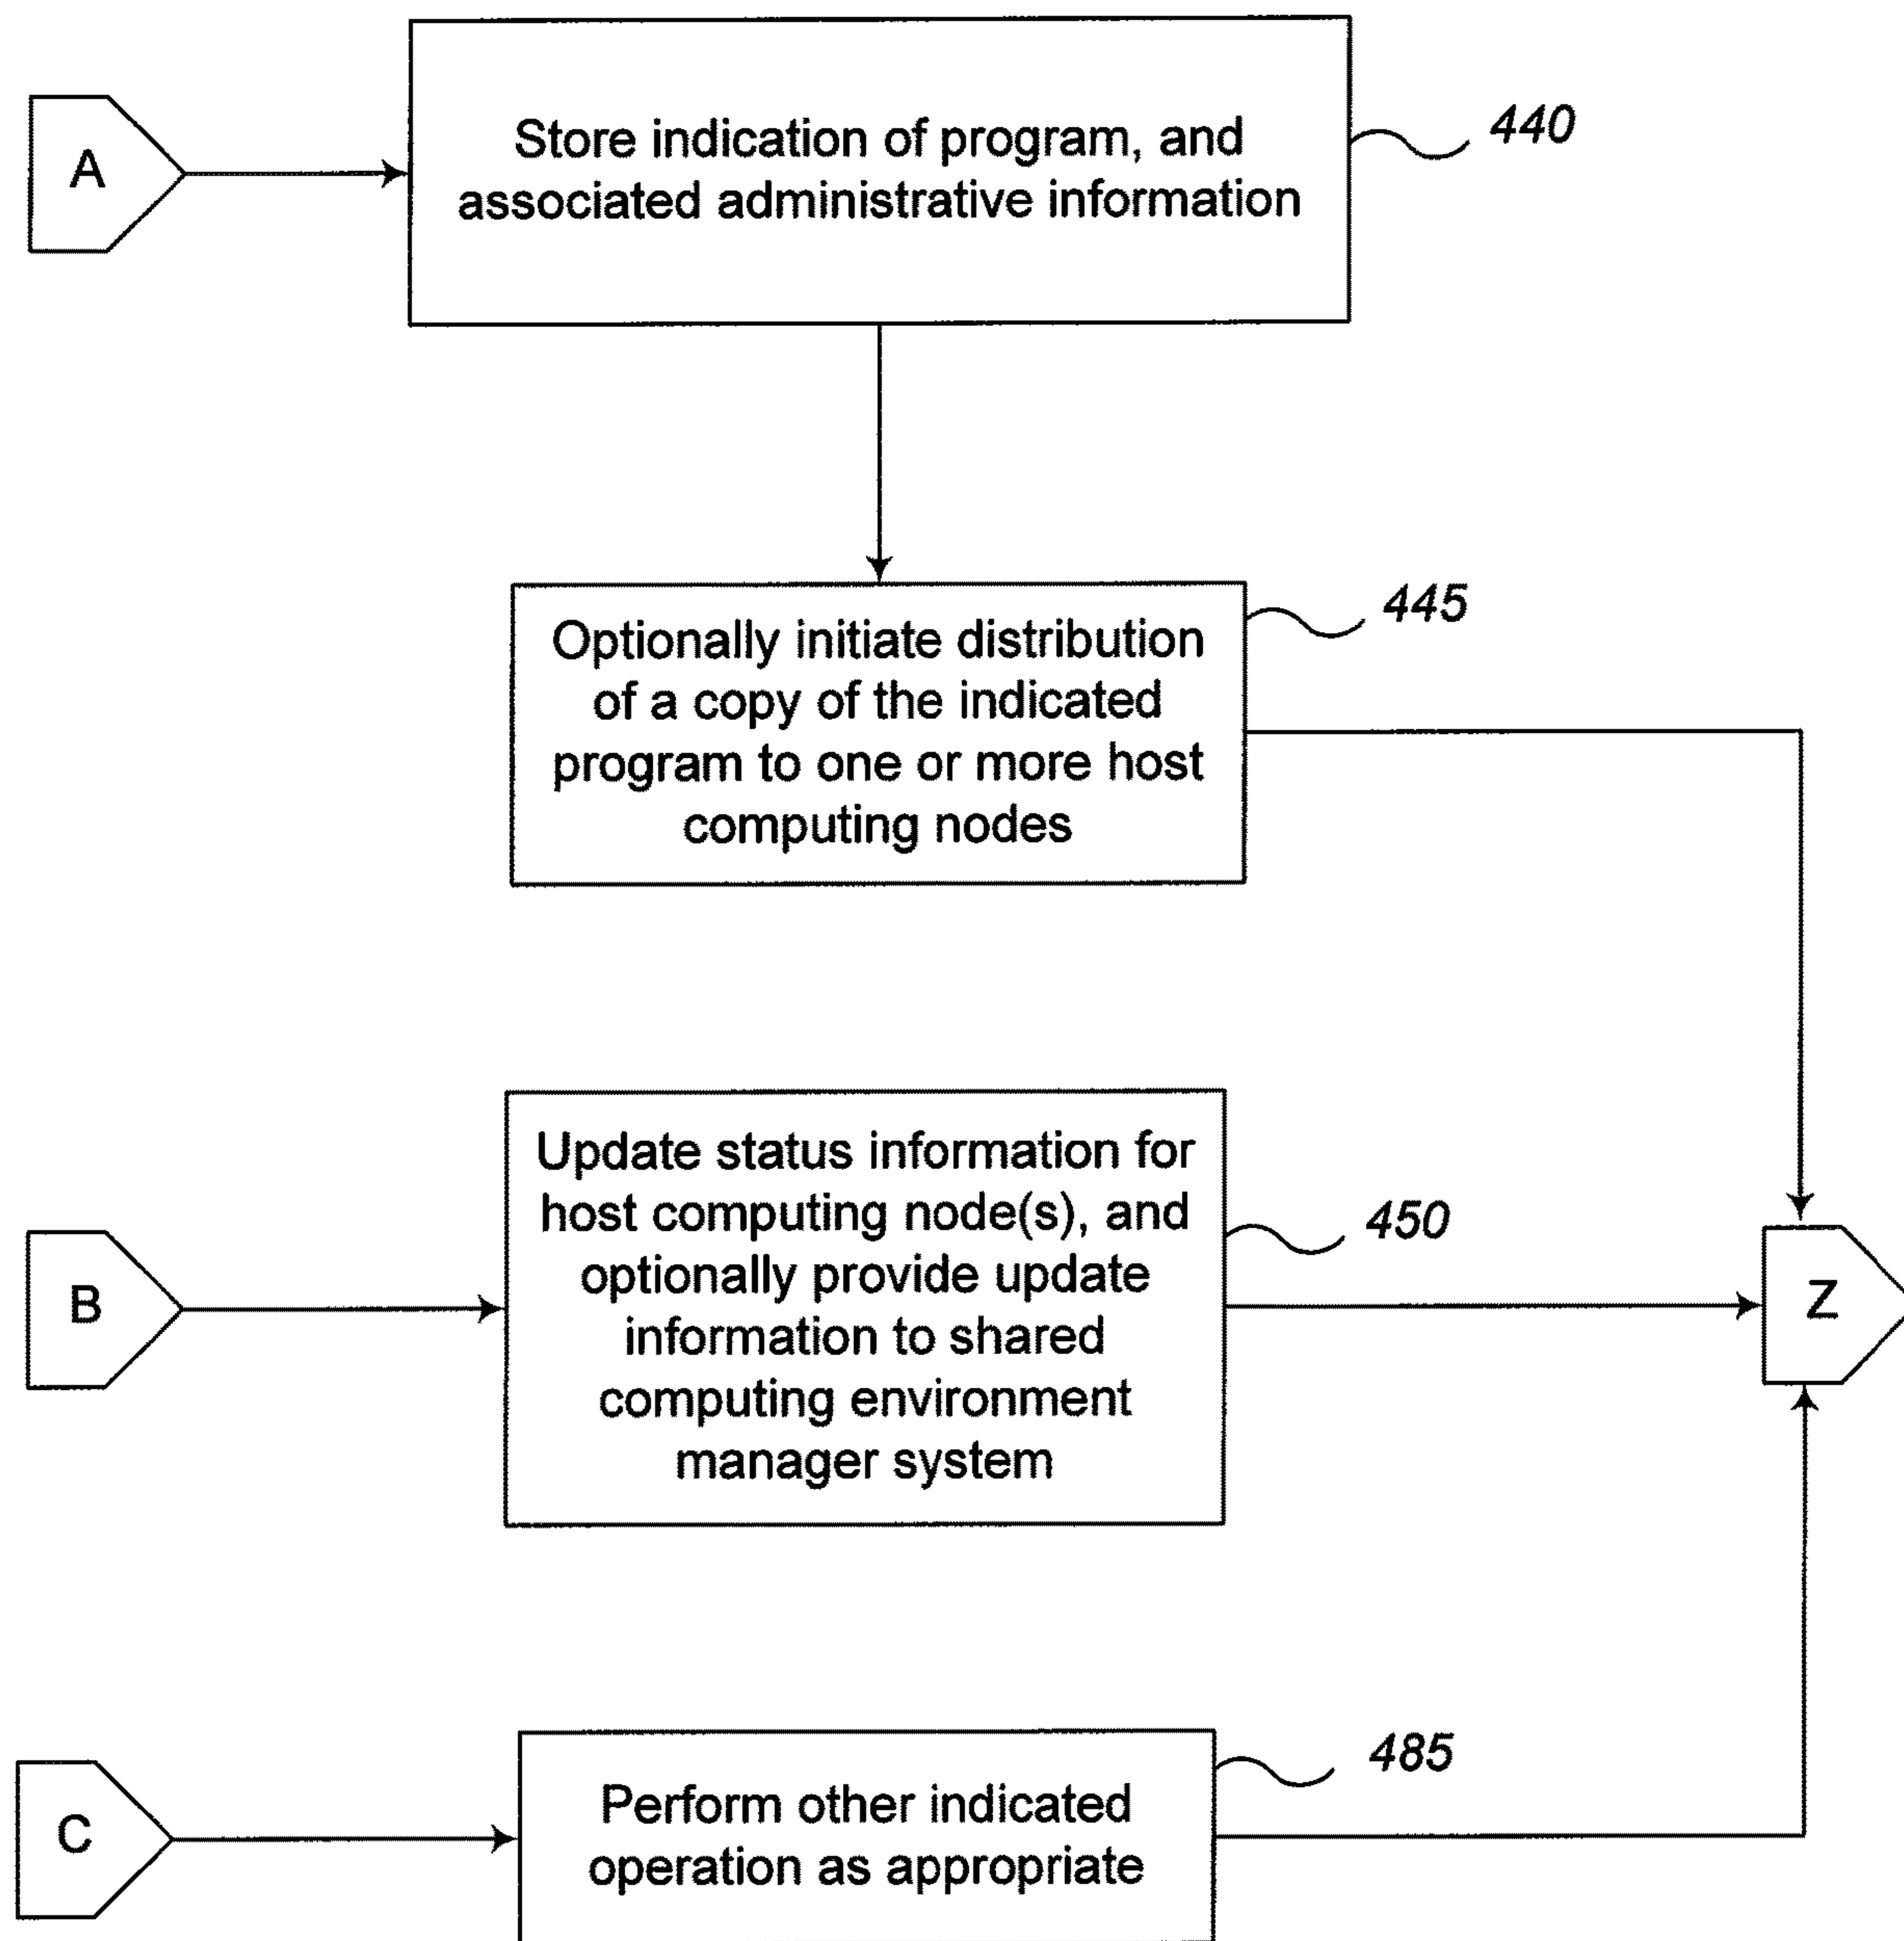 A
Store indication of program, and
associated administrative information
440
Optionally initiate distribution
of a copy of the indicated
program to one or more host
computing nodes
445
Update status information for
host computing node(s), and
optionally provide update
information to shared
computing environment
manager system
450
B
Z
C
Perform other indicated
operation as appropriate
485